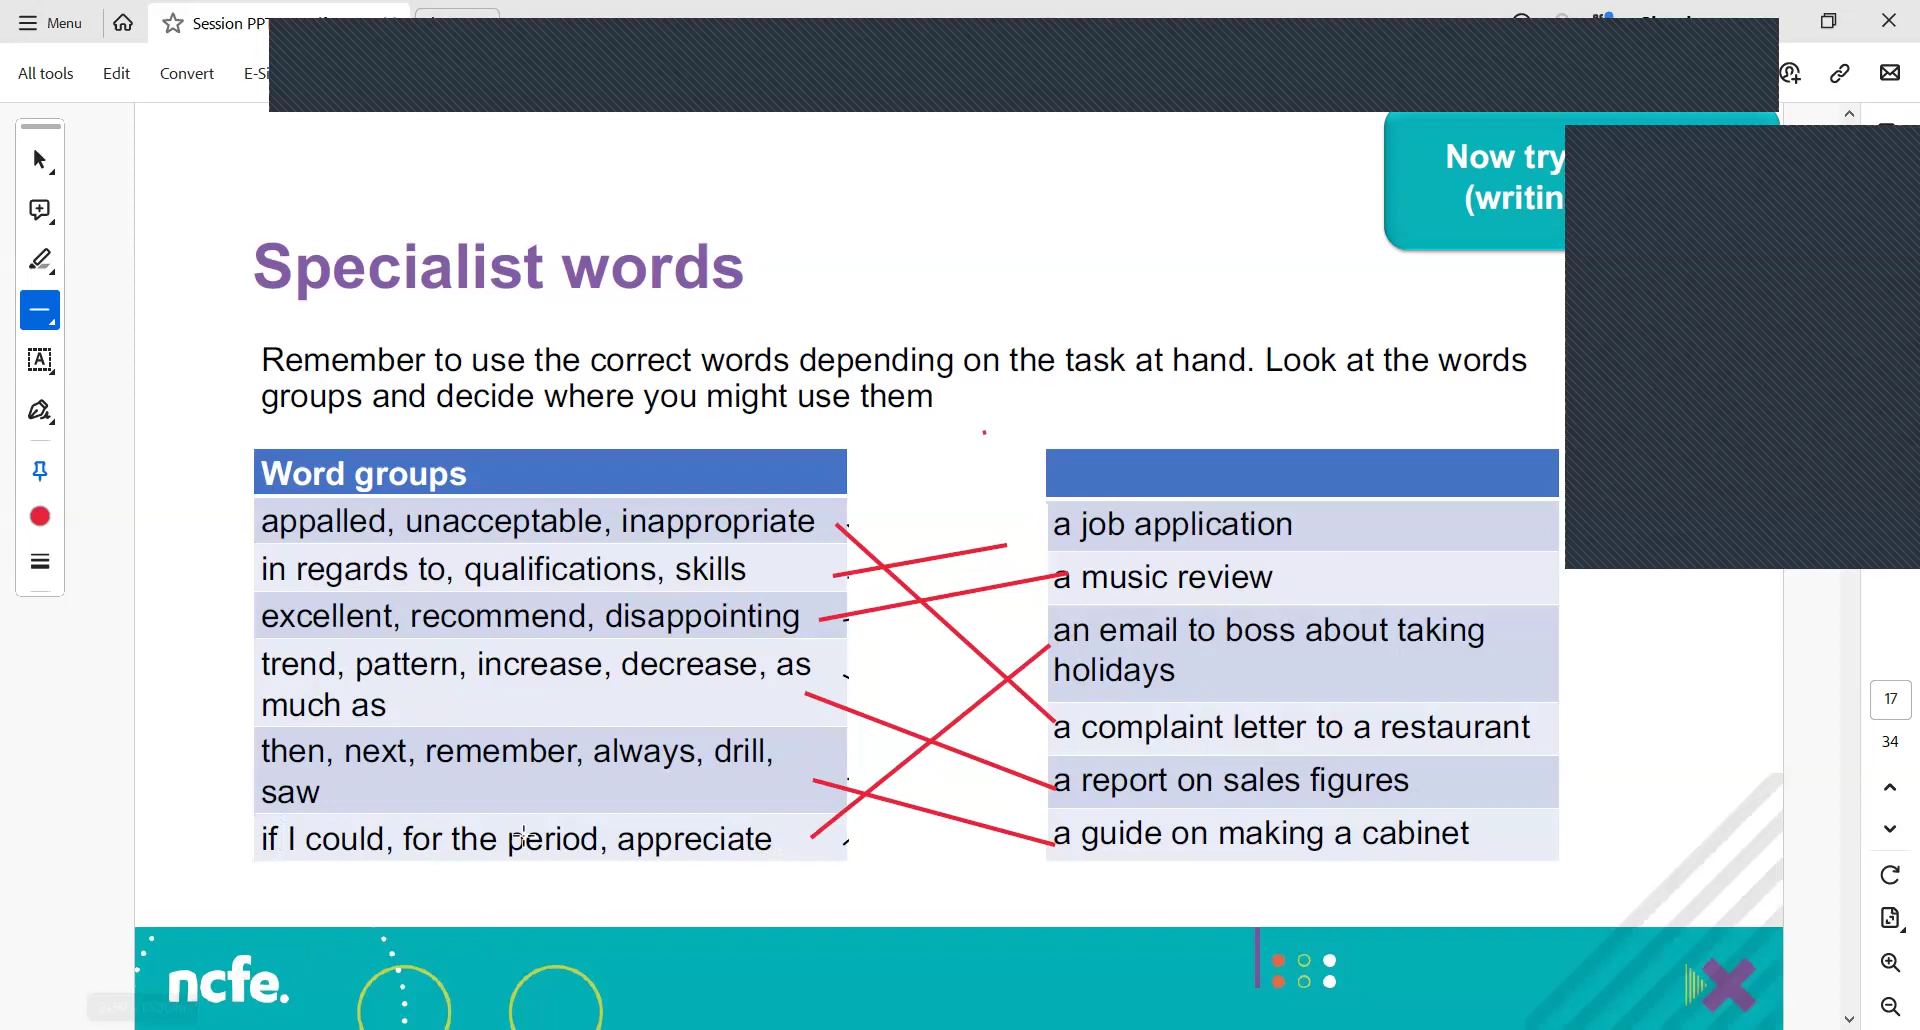 Menu
Session PPT
All tools
Edit
Convert
Now try
(writin
Specialist words
Remember to use the correct words depending on the task at hand. Look at the words
groups and decide where you might use them
Word groups
appalled, unacceptable, inappropriate
in regards to, qualifications, skills
excellent, recommend, disappointing
trend, pattern, increase, decrease, as
much as
then, next, remember, always, drill,
saw
if I could, for the period, appreciate
a job application
a music review
an email to boss about taking
holidays
a complaint letter to a restaurant
a report on sales figures
a guide on making a cabinet
17
34
ncfe.